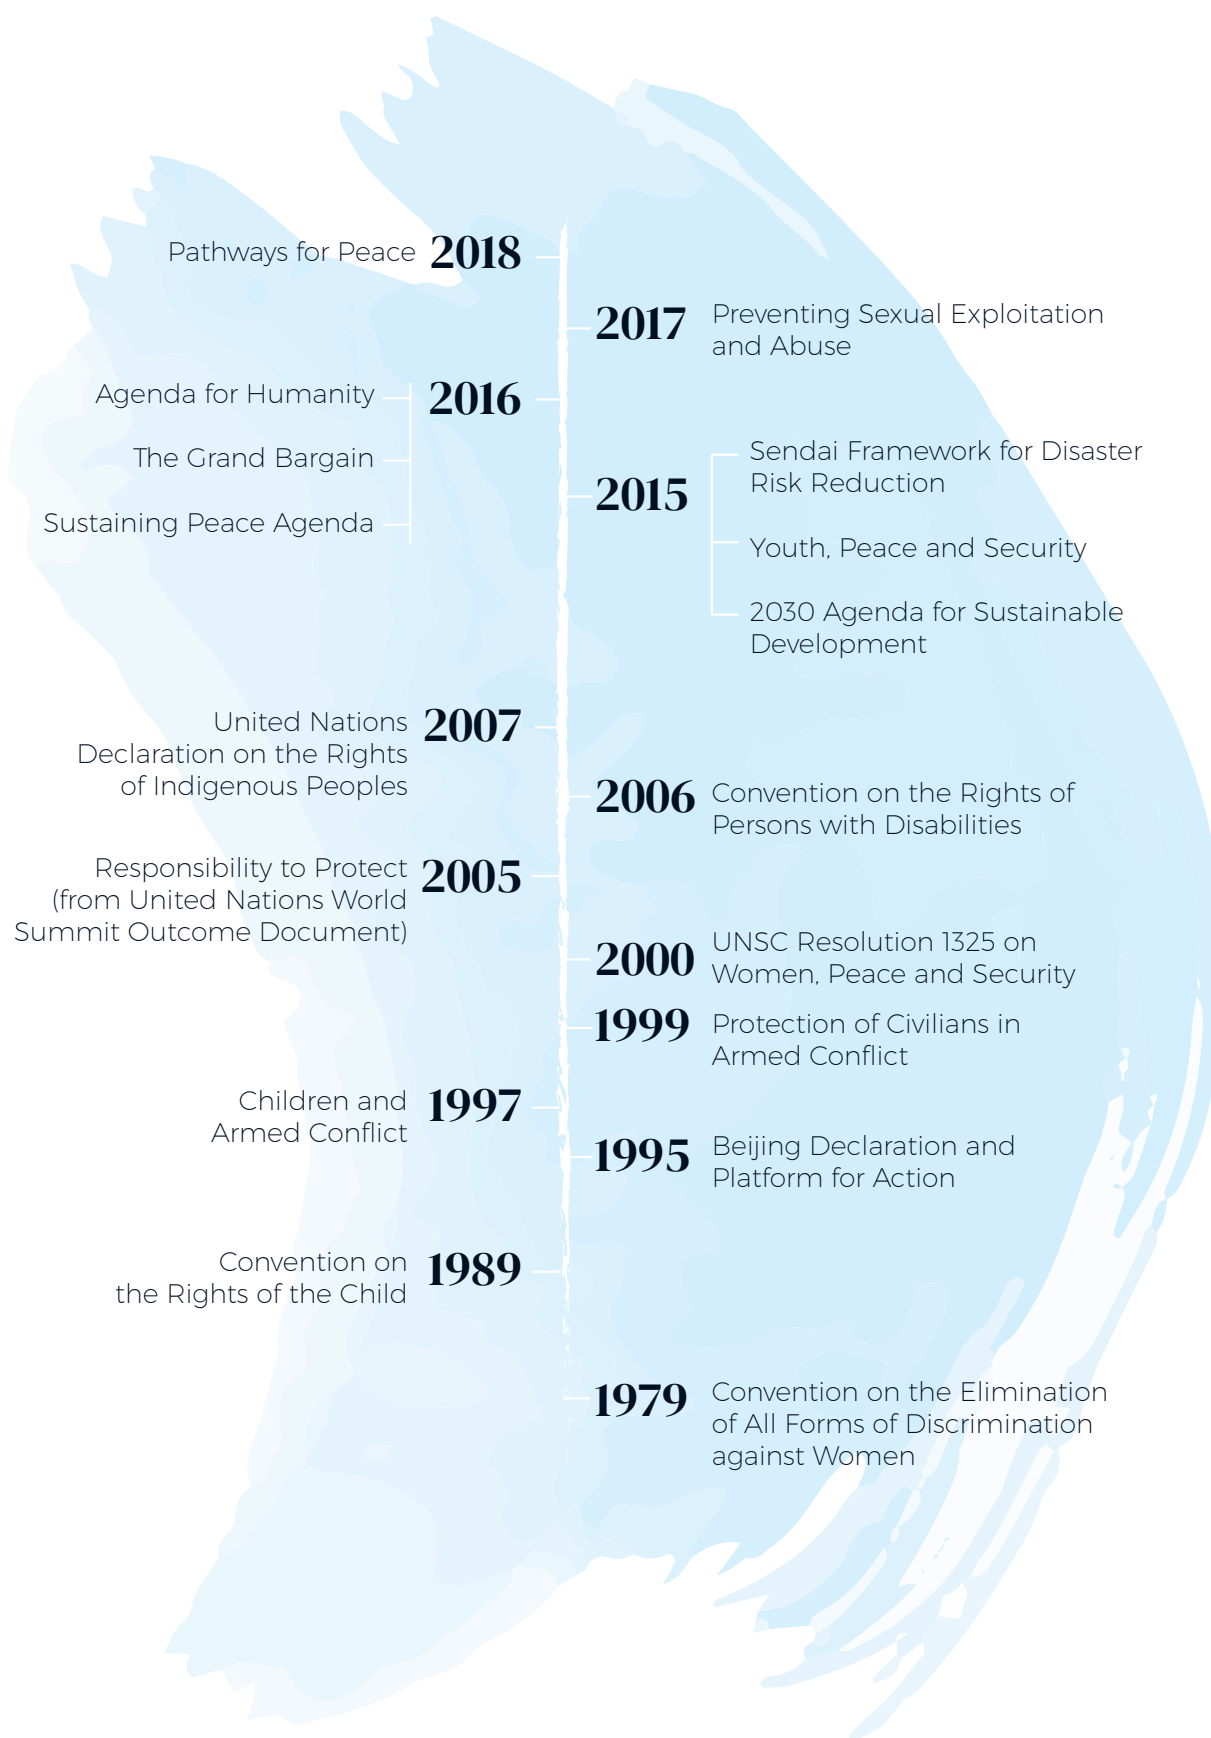 Pathways for Peace 2018
2017 Preventing Sexual Exploitation
and Abuse
2016
Agenda for Humanity
The Grand Bargain
Sustaining Peace Agenda
2015
Sendai Framework for Disaster
Risk Reduction
Youth, Peace and Security
2030 Agenda for Sustainable
Development
United Nations 2007
Declaration on the Rights
of Indigenous Peoples
2006 Convention on the Rights of
Persons with Disabilities
Responsibility to Protect 2005
(from United Nations World
Summit Outcome Document)
2000 UNSC Resolution 1325 on
Women, Peace and Security
1999 Protection of Civilians in
Armed Conflict
Children and 1997
Armed Conflict
1995 Beijing Declaration and
Platform for Action
Convention on 1989
the Rights of the Child
1979 Convention on the Elimination
of All Forms of Discrimination
against Women